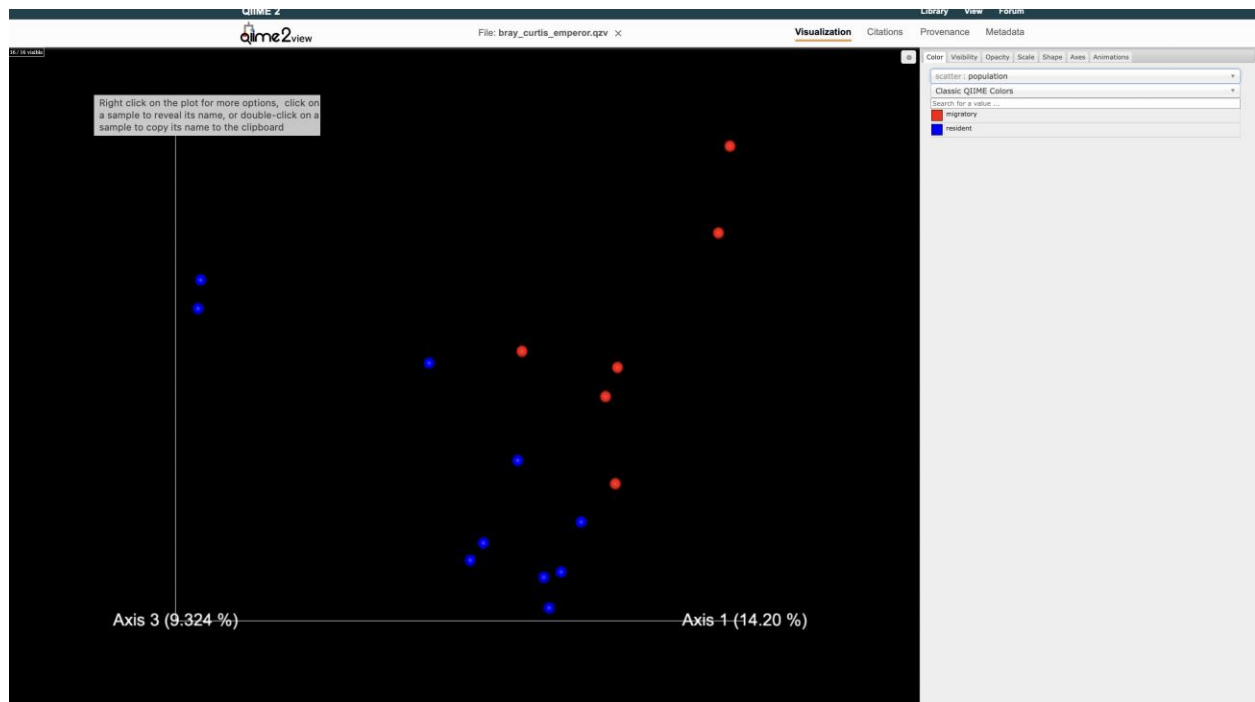 QIIME 2
Library View Forum
qiime2view
File: bray_curtis_emperor.qzv ×
Visualization Citations Provenance Metadata
16 / 16 visible
Color Visibility Opacity Scale Shape Axes Animations
scatter : population
Classic QIIME Colors
Search for a value ...
migratory
resident
Right click on the plot for more options, click on
a sample to reveal its name, or double-click on a
sample to copy its name to the clipboard
Axis 3 (9.324 %)
Axis 1 (14.20 %)